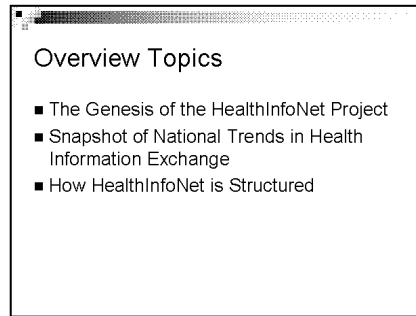 Overview Topics
■ The Genesis of the HealthInfoNet Project
■ Snapshot of National Trends in Health
Information Exchange
■ How HealthInfoNet is Structured